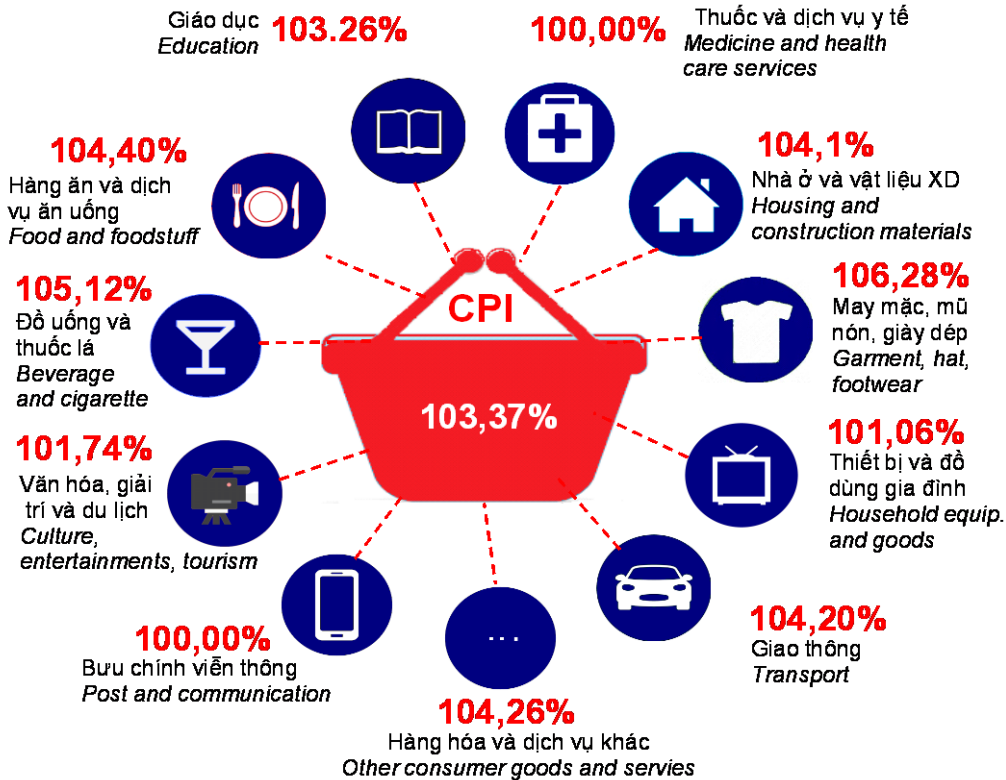 Giáo dục
Education
103.26%
100,00%
Thuốc và dịch vụ y tế
Medicine and health
care services
104,40%
Hàng ăn và dịch
vụ ăn uống
Food and foodstuff
104,1%
Nhà ở và vật liệu XD
Housing and
construction materials
105,12%
Đồ uống và
thuốc lá
Beverage
and cigarette
CPI
103,37%
106,28%
May mặc, mũ
nón, giày dép
Garment, hat,
footwear
101,74%
Văn hóa, giải
trí và du lịch
Culture,
entertainments, tourism
101,06%
Thiết bị và đồ
dùng gia đình
Household equip.
and goods
100,00%
Bưu chính viễn thông
Post and communication
...
104,26%
Hàng hóa và dịch vụ khác
Other consumer goods and servies
104,20%
Giao thông
Transport